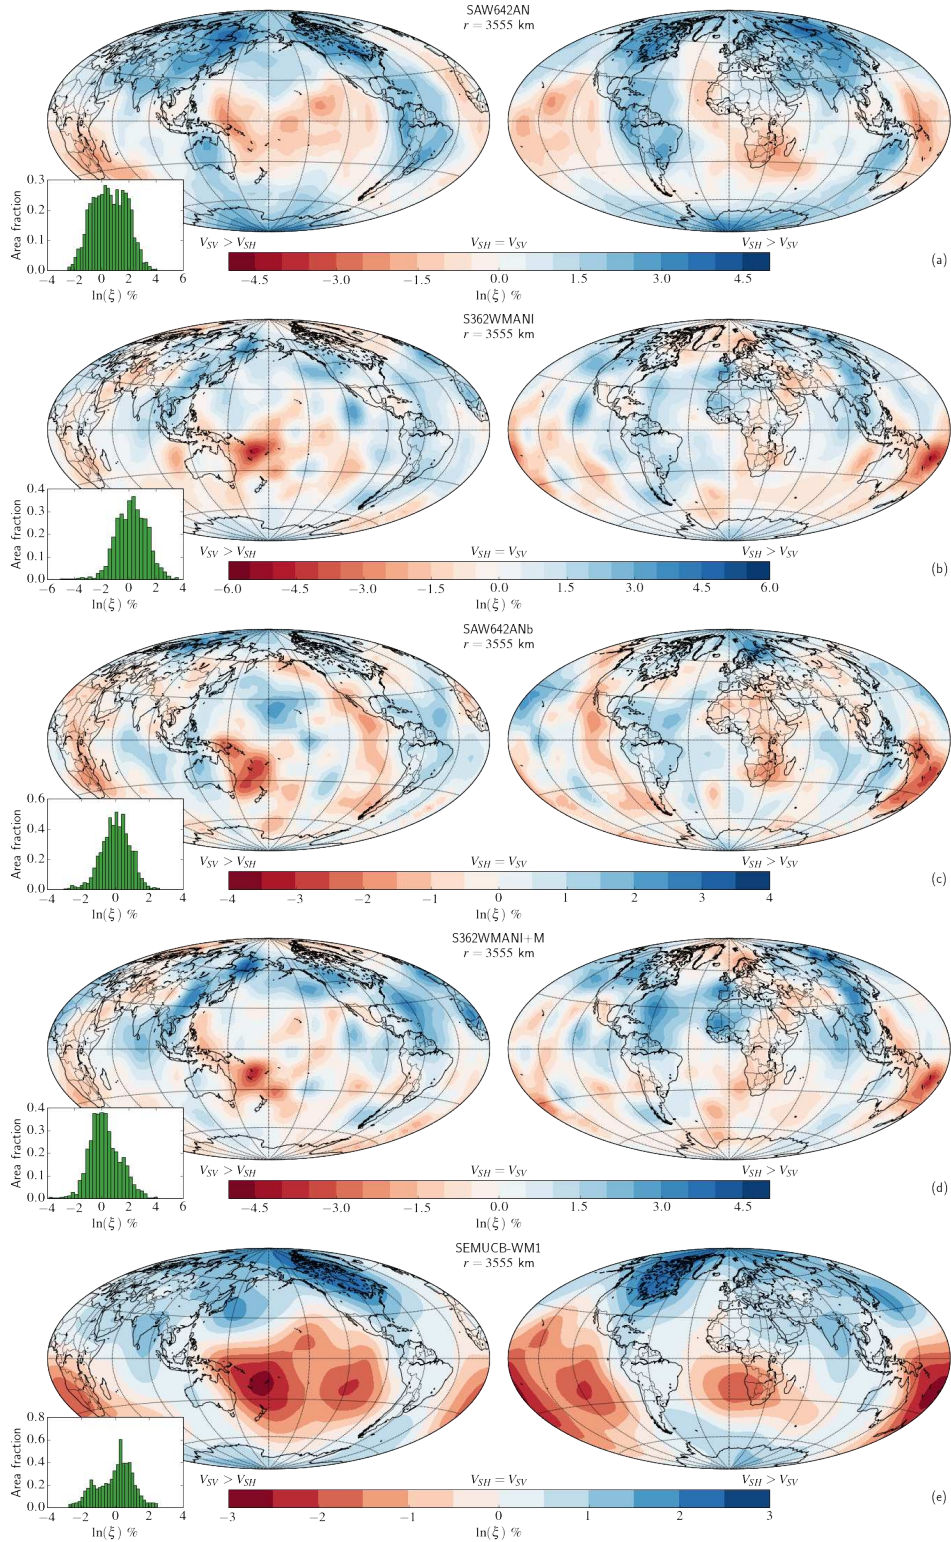 SAW642AN
r = 3555 km
0.3
0.2
0.1
0.0
Area fraction
−4 −2 0 2 4 6
ln(ξ) %
V_SV > V_SH V_SH = V_SV V_SH > V_SV
−4.5 −3.0 −1.5 0.0 1.5 3.0 4.5
ln(ξ) %
(a)
S362WMANI
r = 3555 km
0.4
0.3
0.2
0.1
0.0
Area fraction
−6 −4 −2 0 2 4
ln(ξ) %
V_SV > V_SH V_SH = V_SV V_SH > V_SV
−6.0 −4.5 −3.0 −1.5 0.0 1.5 3.0 4.5 6.0
ln(ξ) %
(b)
SAW642ANb
r = 3555 km
0.6
0.4
0.2
0.0
Area fraction
−4 −2 0 2 4
ln(ξ) %
V_SV > V_SH V_SH = V_SV V_SH > V_SV
−4 −3 −2 −1 0 1 2 3 4
ln(ξ) %
(c)
S362WMANI+M
r = 3555 km
0.4
0.3
0.2
0.1
0.0
Area fraction
−4 −2 0 2 4 6
ln(ξ) %
V_SV > V_SH V_SH = V_SV V_SH > V_SV
−4.5 −3.0 −1.5 0.0 1.5 3.0 4.5
ln(ξ) %
(d)
SEMUCB-WM1
r = 3555 km
0.8
0.6
0.4
0.2
0.0
Area fraction
−4 −2 0 2 4
ln(ξ) %
V_SV > V_SH V_SH = V_SV V_SH > V_SV
−3 −2 −1 0 1 2 3
ln(ξ) %
(e)